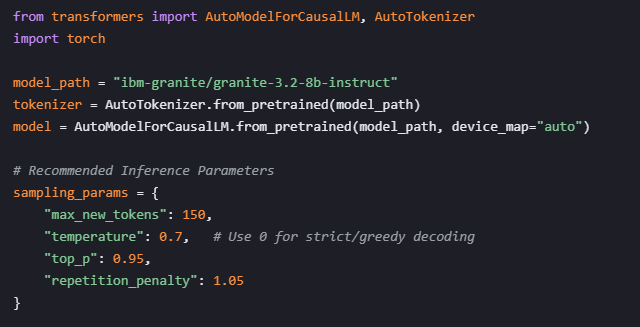 from transformers import AutoModelForCausalLM, AutoTokenizer
import torch
model_path = "ibm-granite/granite-3.2-8b-instruct"
tokenizer = AutoTokenizer.from_pretrained(model_path)
model = AutoModelForCausalLM.from_pretrained(model_path, device_map="auto")
# Recommended Inference Parameters
sampling_params = {
    "max_new_tokens": 150,
    "temperature": 0.7,   # Use 0 for strict/greedy decoding
    "top_p": 0.95,
    "repetition_penalty": 1.05
}